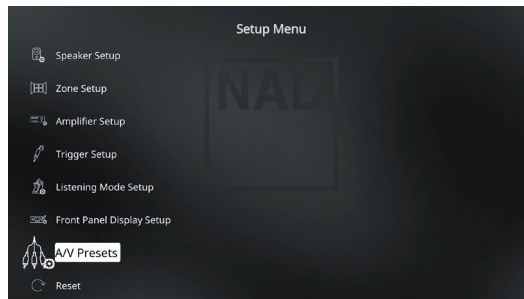 Setup Menu
Speaker Setup
NAD
Zone Setup
Amplifier Setup
Trigger Setup
Listening Mode Setup
Front Panel Display Setup
A/V Presets
Reset